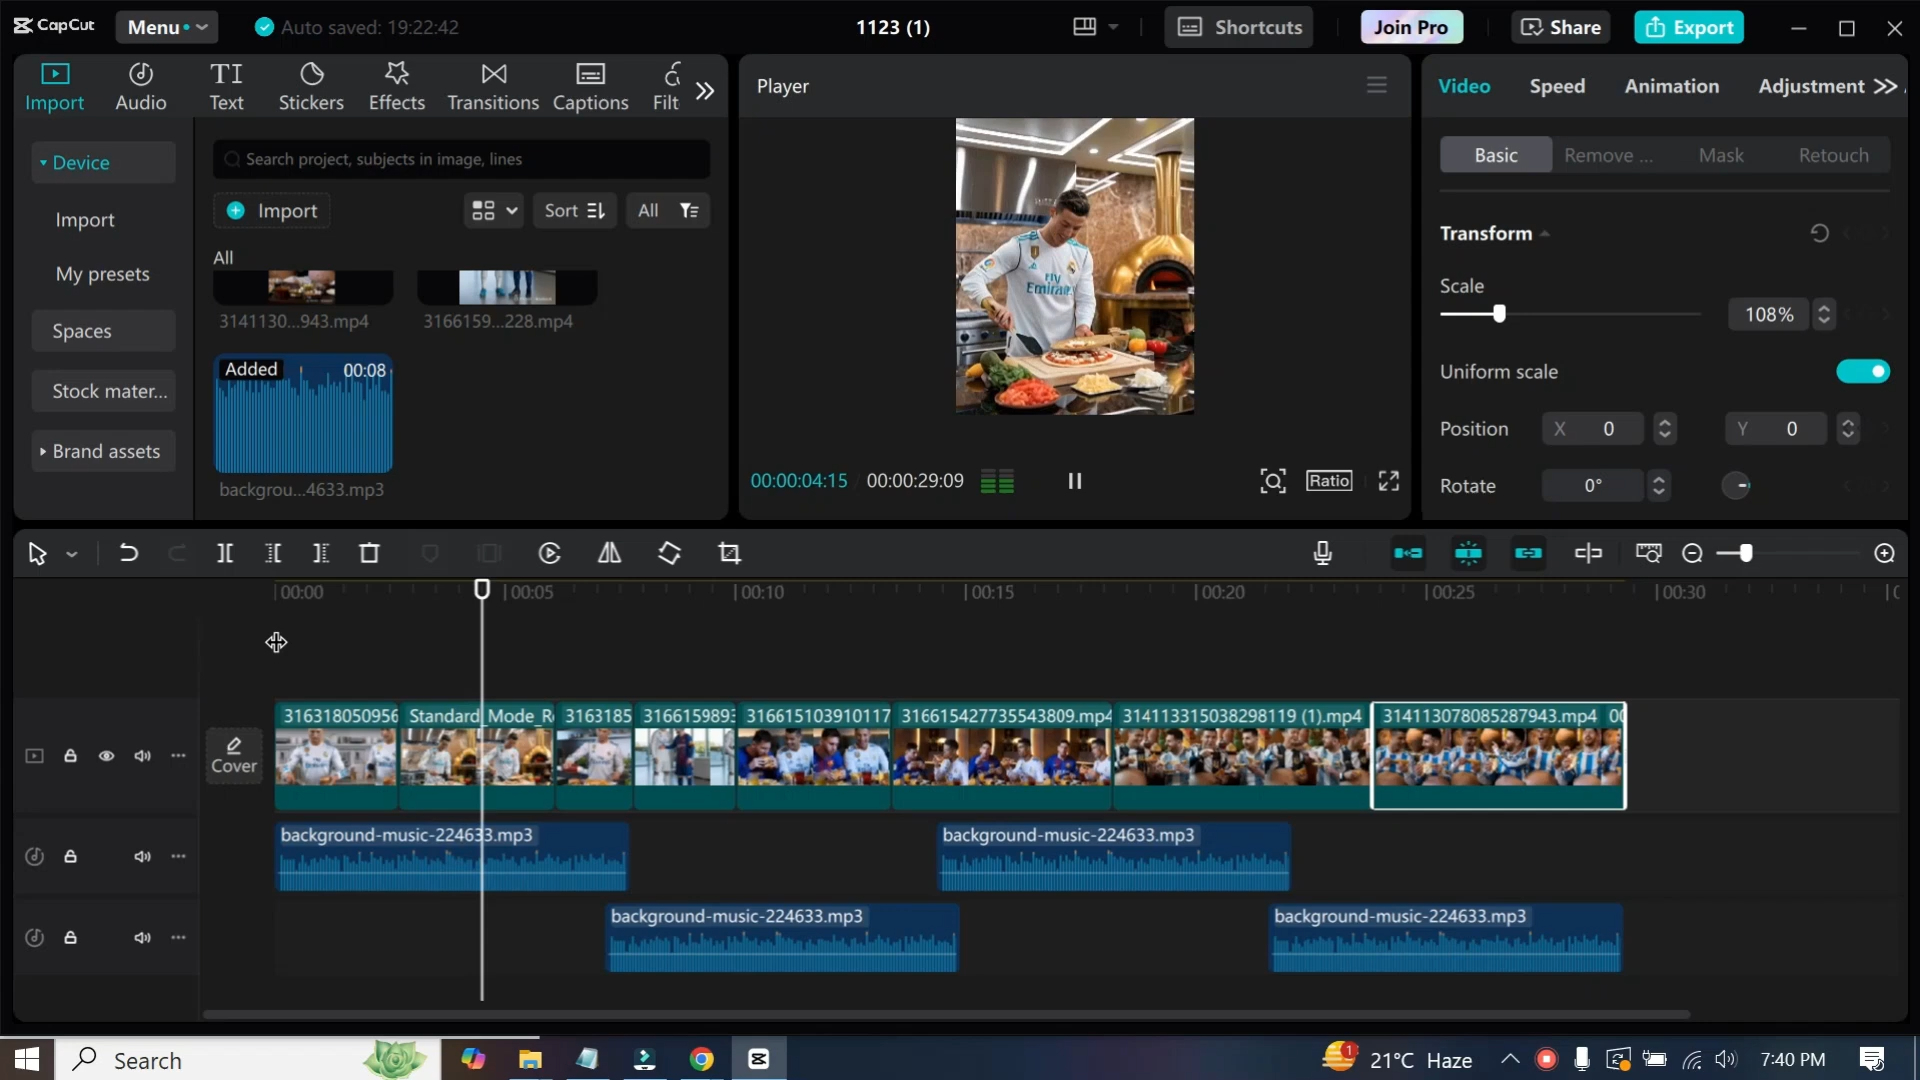 CapCut
Menu
Auto saved: 19:22:42
1123 (1)
Shortcuts
Join Pro
Share
Export
Import
Audio
TI
Text
Stickers
Effects
Transitions
Captions
Filt
Player
Video
Speed
Animation
Adjustment
Device
Import
My presets
Spaces
Stock mater...
Brand assets
Search project, subjects in image, lines
Import
Sort
All
All
3141130...943.mp4
3166159...228.mp4
Added
00:08
backgrou...4633.mp3
FLY
Emirates
00:00:04:15
00:00:29:09
Ratio
Basic
Remove ...
Mask
Retouch
Transform
Scale
108%
Uniform scale
Position
X 0
Y 0
Rotate
0°
00:00
00:05
00:10
00:15
00:20
00:25
00:30
Cover
316318050956
Standard_Mode_R
3163185
3166159893
316615103910117
316615427735543809.mp4
314113315038298119 (1).mp4
314113078085287943.mp4
background-music-224633.mp3
background-music-224633.mp3
background-music-224633.mp3
background-music-224633.mp3
Search
1
21°C Haze
7:40 PM